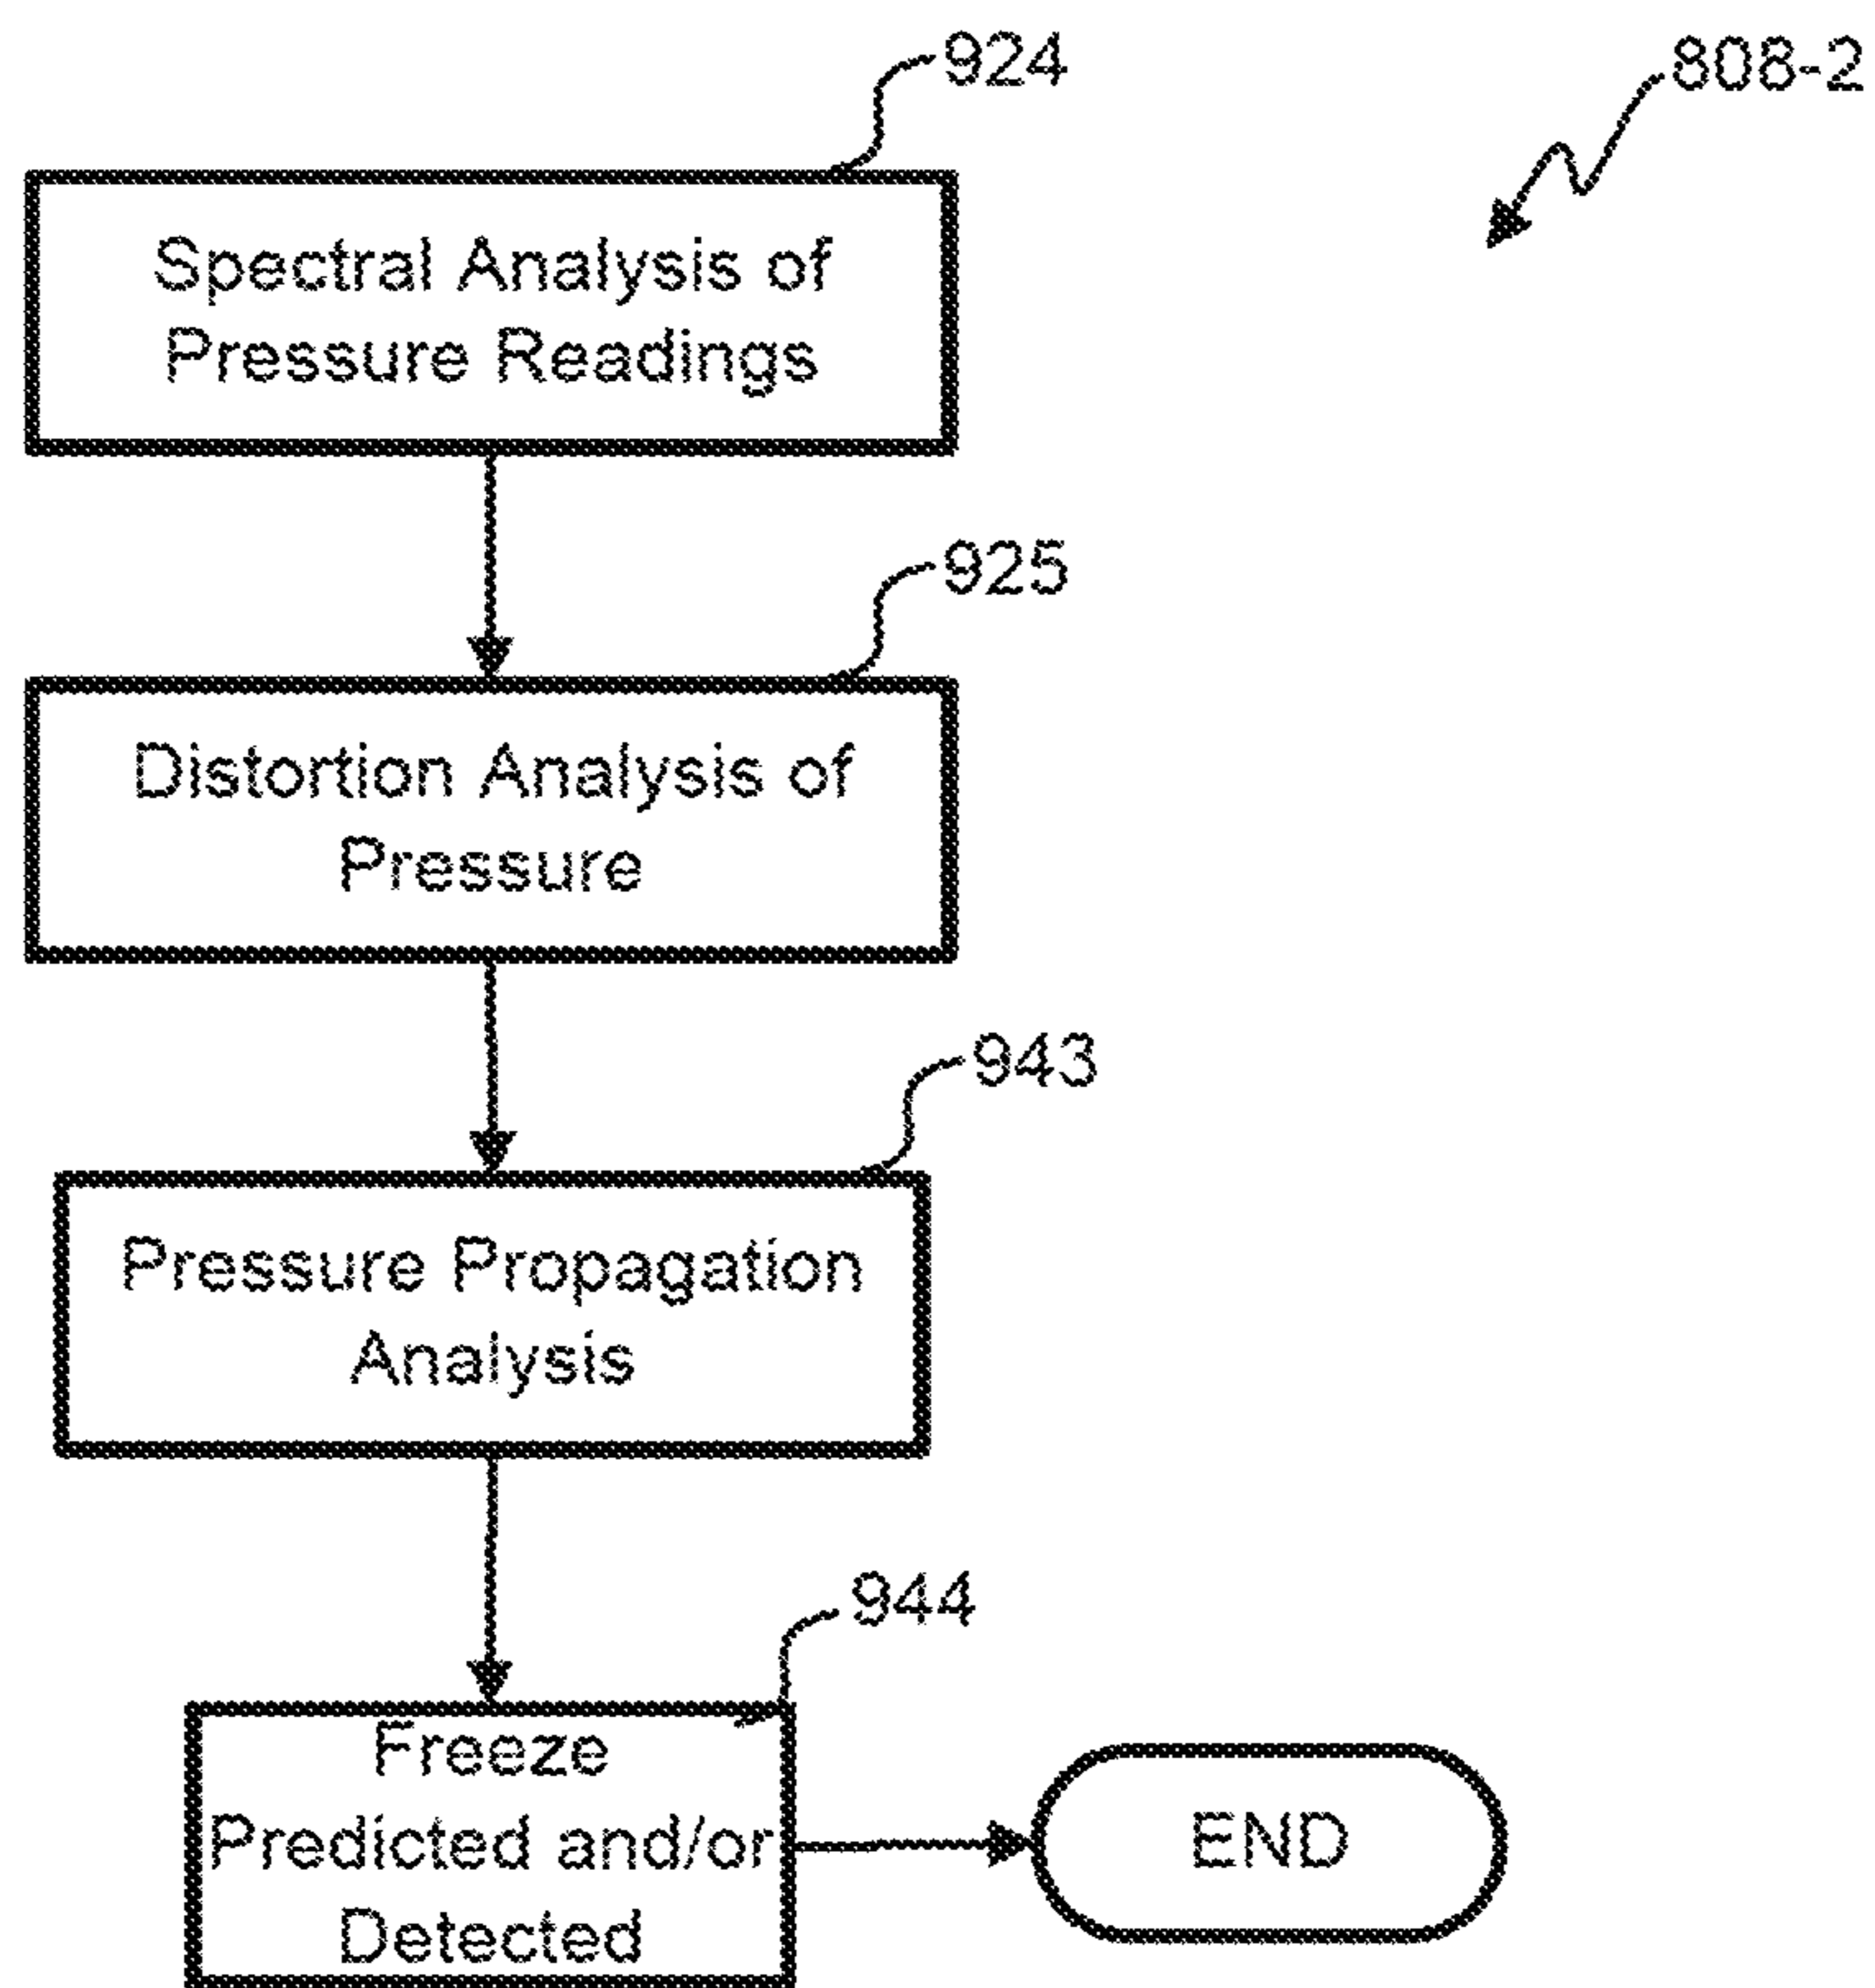 924
808-2
Spectral Analysis of
Pressure Readings
925
Distortion Analysis of
Pressure
943
Pressure Propagation
Analysis
944
Freeze
Predicted and/or
Detected
END